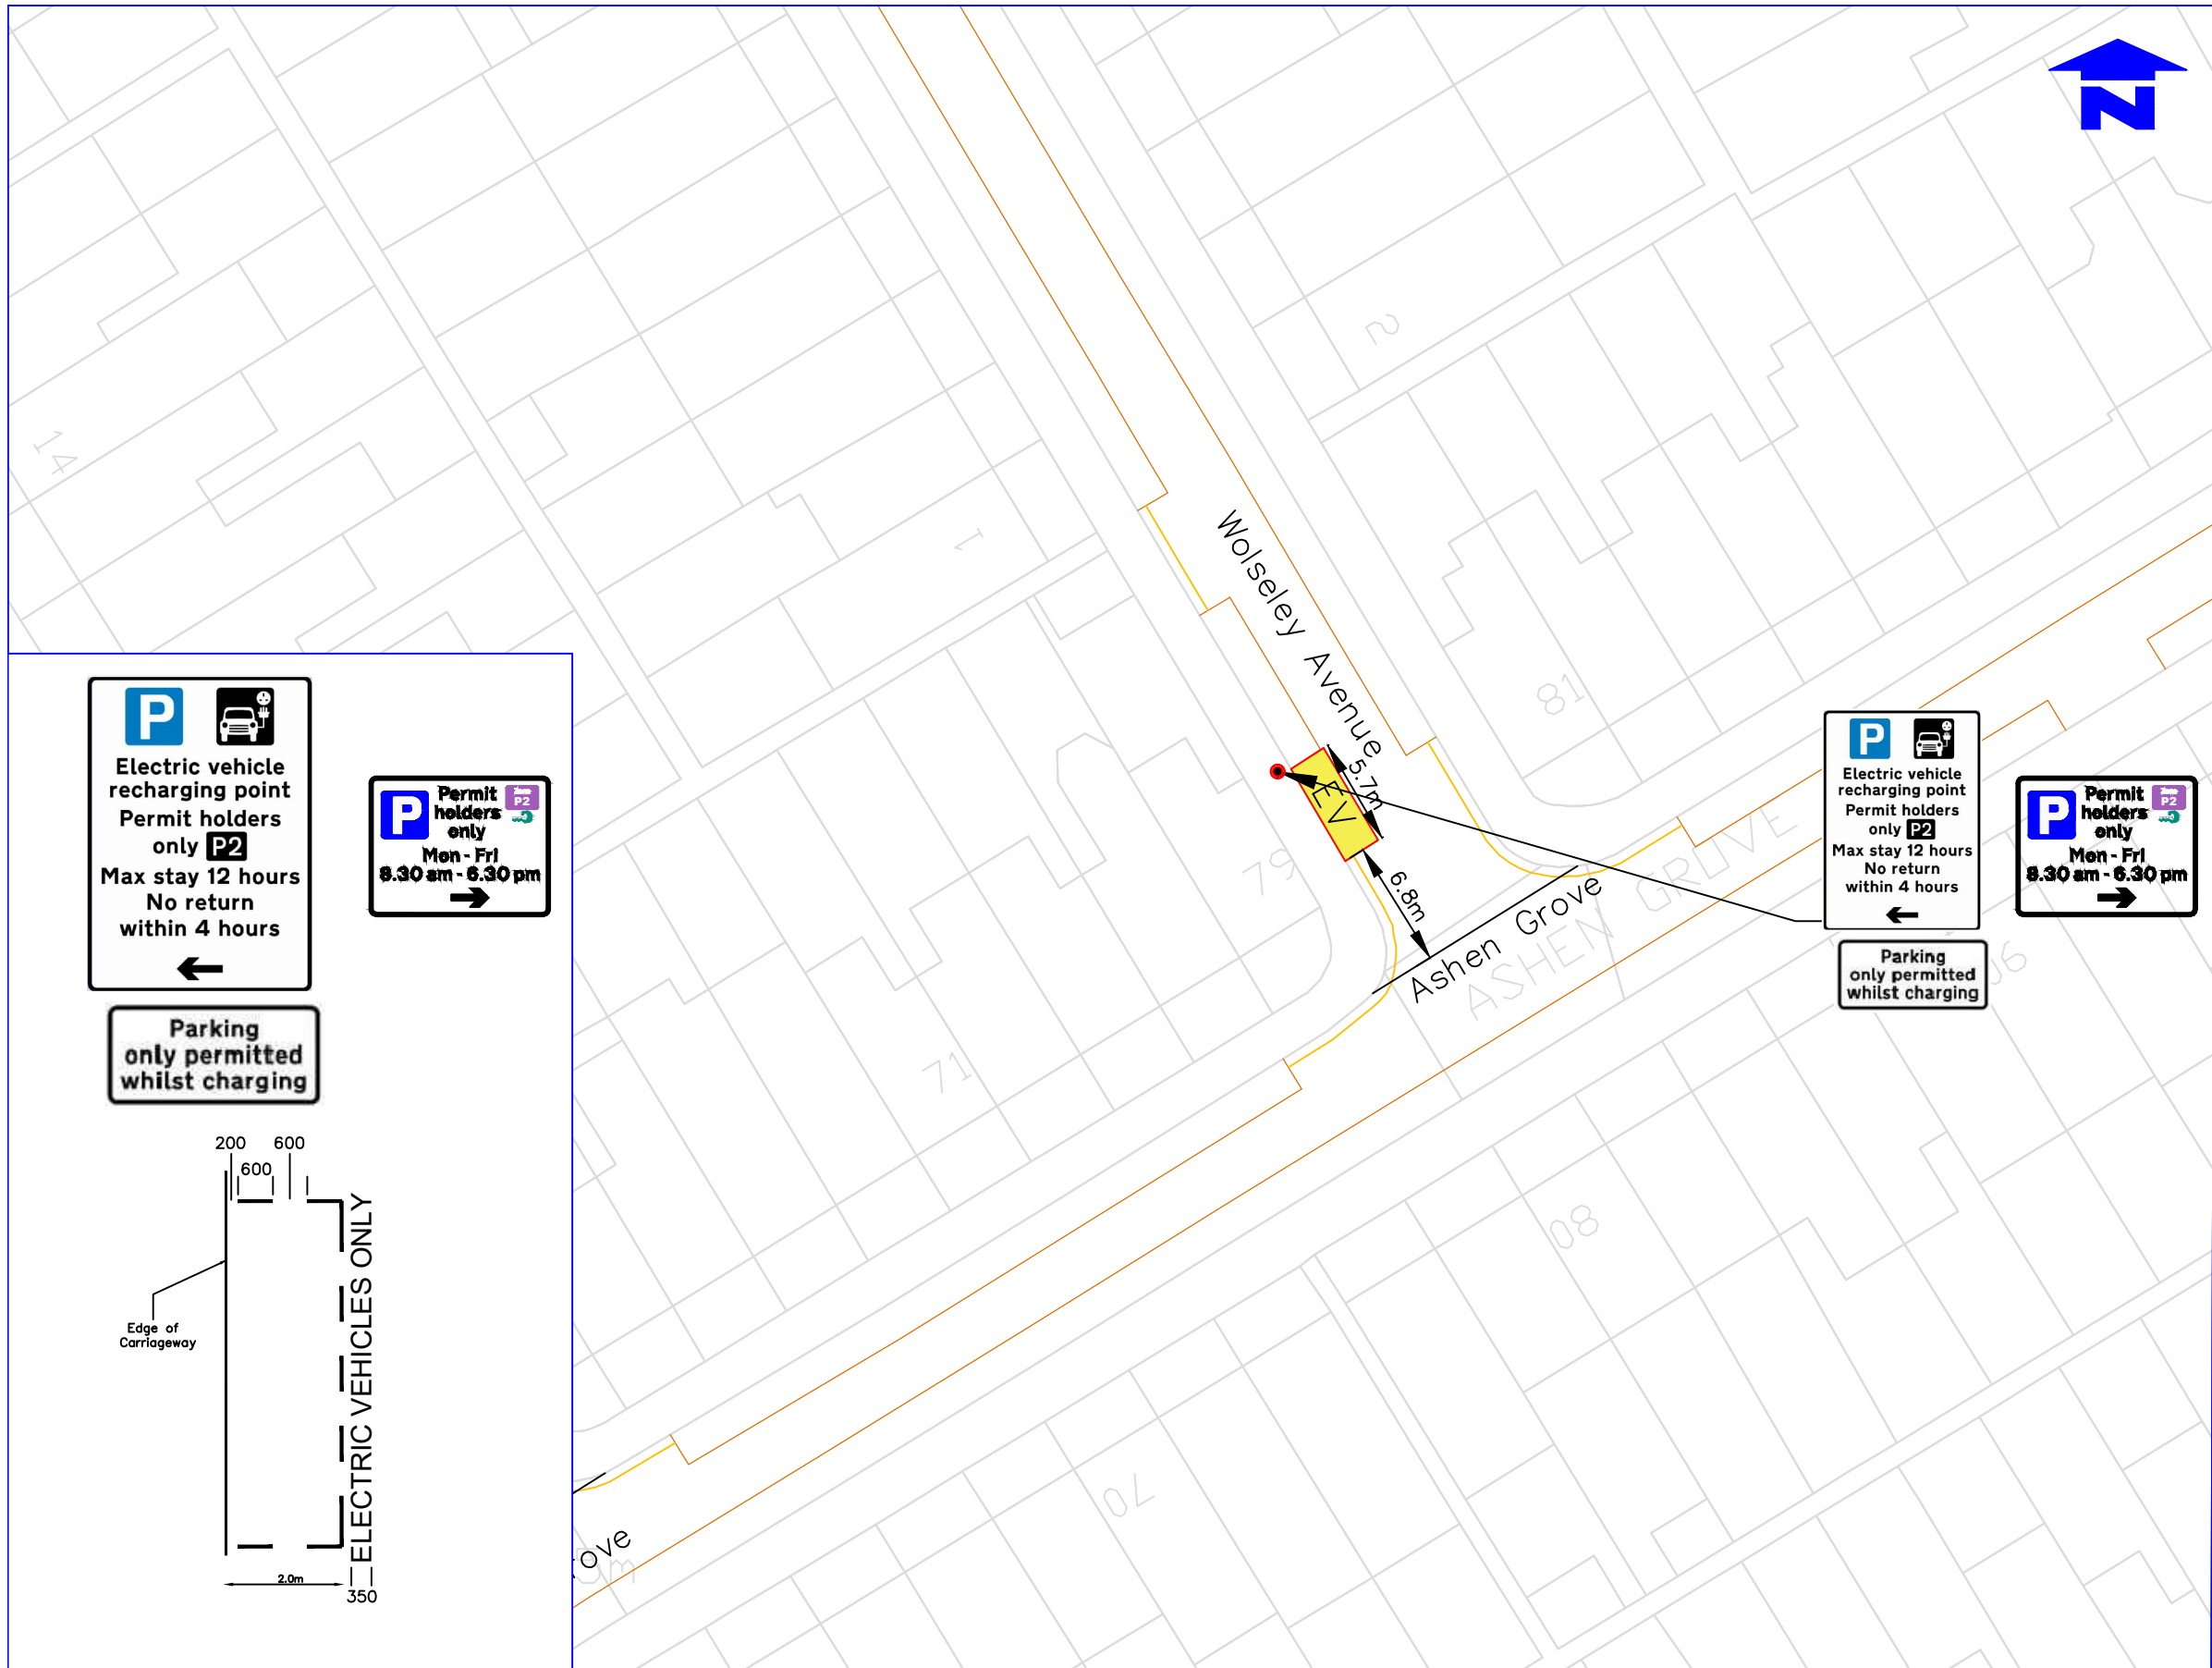 N
2
14
1
Wolseley Avenue
81
5.7m
EV
79
6.8m
Ashen Grove
ASHEN GROVE
71
80
70
ove
P
Electric vehicle
recharging point
Permit holders
only P2
Max stay 12 hours
No return
within 4 hours
Parking
only permitted
whilst charging
P
Permit
holders
only
Zone
P2
Mon - Fri
8.30 am - 6.30 pm
200
600
600
ELECTRIC VEHICLES ONLY
Edge of
Carriageway
2.0m
350
P
Electric vehicle
recharging point
Permit holders
only P2
Max stay 12 hours
No return
within 4 hours
Parking
only permitted
whilst charging
P
Permit
holders
only
Zone
P2
Mon - Fri
8.30 am - 6.30 pm